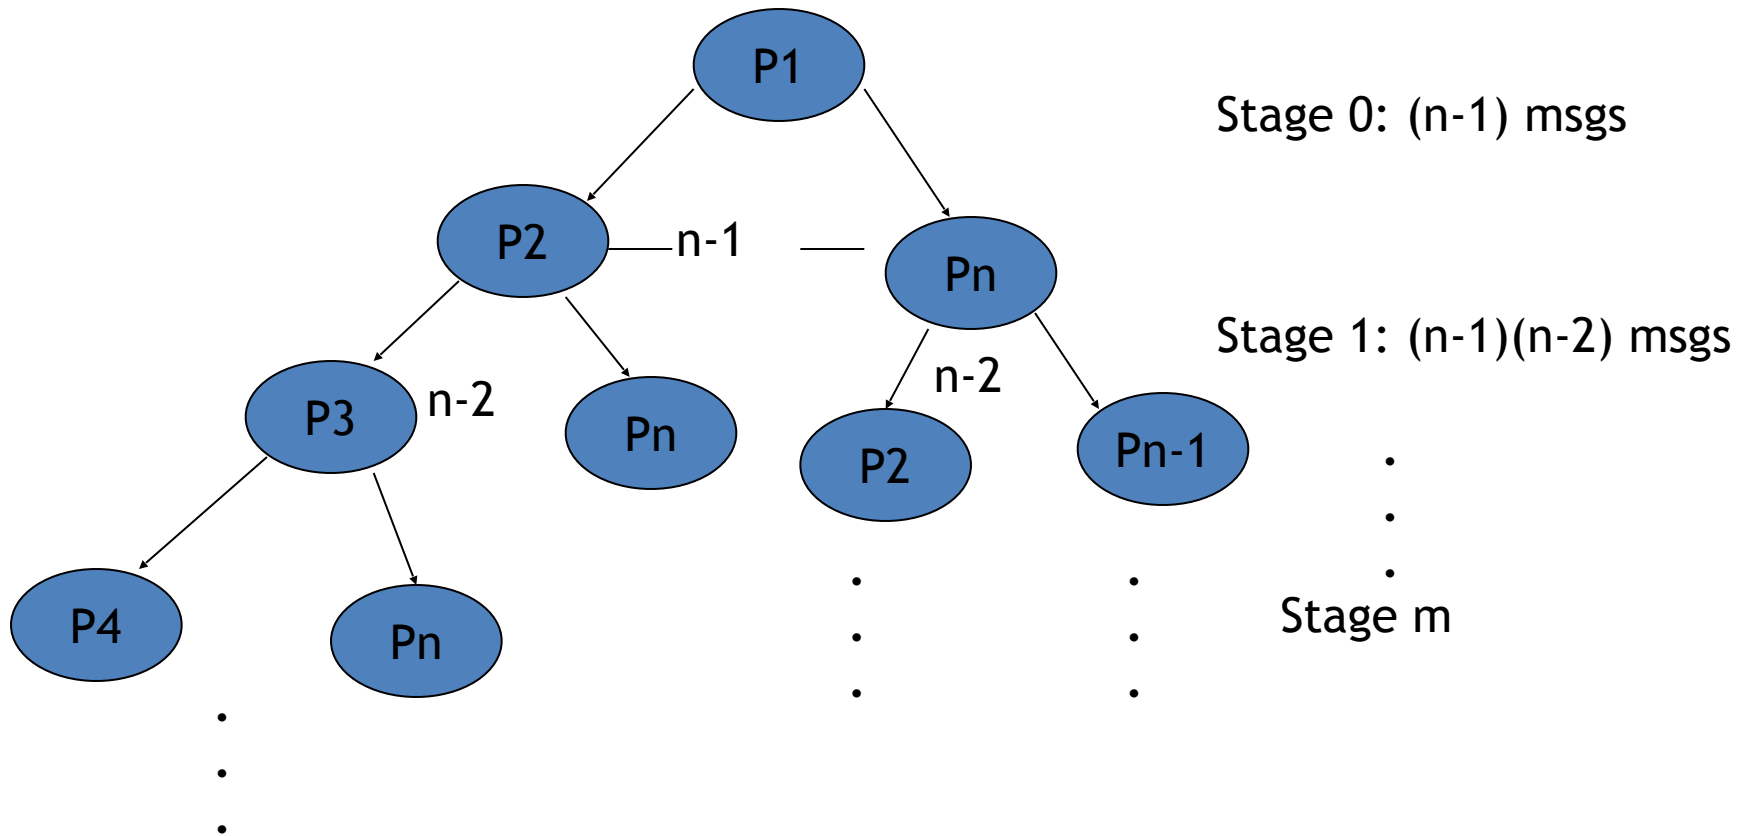 P1
Stage 0: (n-1) msgs
P2
n-1
Pn
Stage 1: (n-1)(n-2) msgs
P3
n-2
Pn
n-2
P2
Pn-1
P4
Pn
Stage m